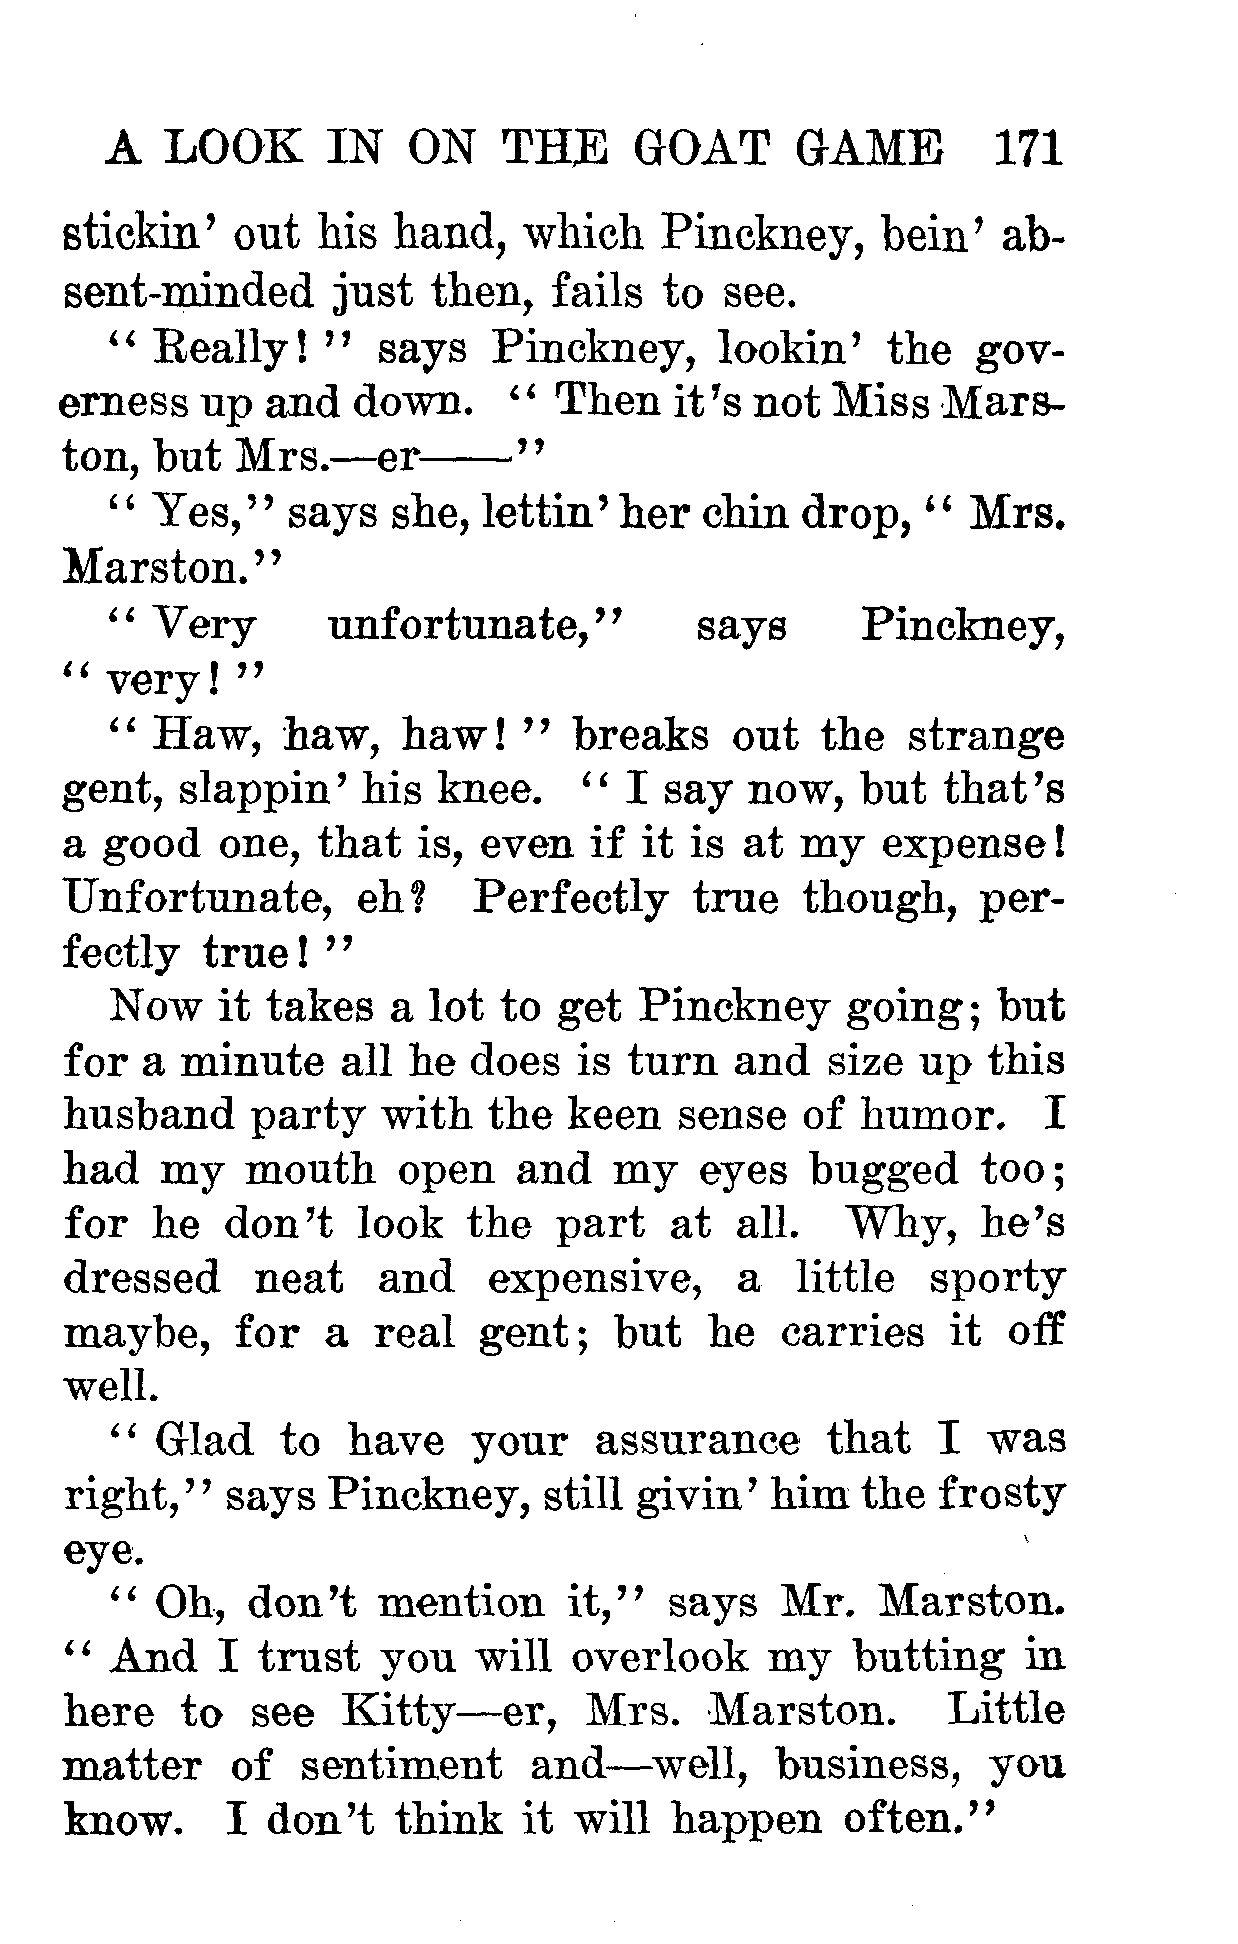 A LOOK IN ON THE GOAT GAME 171
stickin' out his hand, which Pinckney, bein' ab-
sent-minded just then, fails to see.
" Really! " says Pinckney, lookin' the gov-
erness up and down. " Then it's not Miss Mars-
ton, but Mrs.—er——"
" Yes," says she, lettin' her chin drop, " Mrs.
Marston."
" Very unfortunate," says Pinckney,
" very! "
" Haw, haw, haw! " breaks out the strange
gent, slappin' his knee. " I say now, but that's
a good one, that is, even if it is at my expense!
Unfortunate, eh? Perfectly true though, per-
fectly true! "
Now it takes a lot to get Pinckney going; but
for a minute all he does is turn and size up this
husband party with the keen sense of humor. I
had my mouth open and my eyes bugged too;
for he don't look the part at all. Why, he's
dressed neat and expensive, a little sporty
maybe, for a real gent; but he carries it off
well.
" Glad to have your assurance that I was
right," says Pinckney, still givin' him the frosty
eye.
" Oh, don't mention it," says Mr. Marston.
" And I trust you will overlook my butting in
here to see Kitty—er, Mrs. Marston. Little
matter of sentiment and—well, business, you
know. I don't think it will happen often."